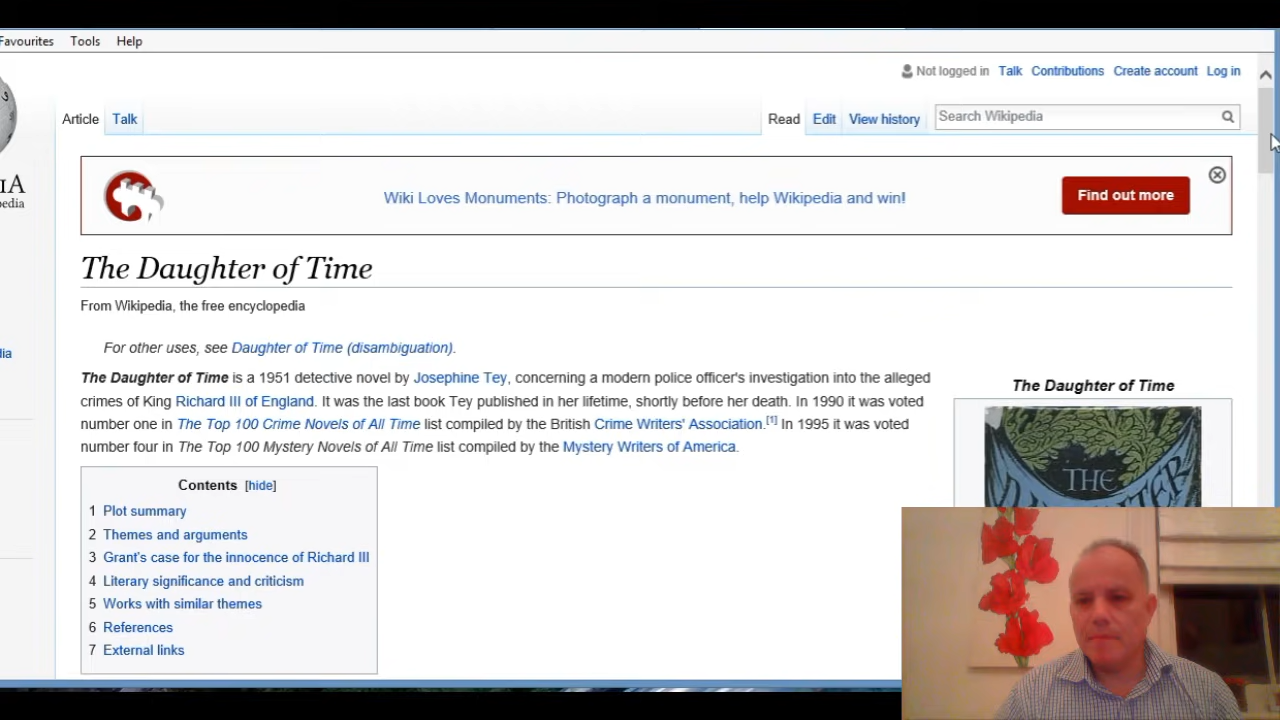 Favourites Tools Help
Not logged in Talk Contributions Create account Log in
Article Talk Read Edit View history Search Wikipedia
IA
pedia
Wiki Loves Monuments: Photograph a monument, help Wikipedia and win! Find out more
The Daughter of Time
From Wikipedia, the free encyclopedia
For other uses, see Daughter of Time (disambiguation).
dia
The Daughter of Time is a 1951 detective novel by Josephine Tey, concerning a modern police officer's investigation into the alleged
crimes of King Richard III of England. It was the last book Tey published in her lifetime, shortly before her death. In 1990 it was voted
number one in The Top 100 Crime Novels of All Time list compiled by the British Crime Writers' Association.[1] In 1995 it was voted
number four in The Top 100 Mystery Novels of All Time list compiled by the Mystery Writers of America.
The Daughter of Time
THE
Contents [hide]
1 Plot summary
2 Themes and arguments
3 Grant's case for the innocence of Richard III
4 Literary significance and criticism
5 Works with similar themes
6 References
7 External links